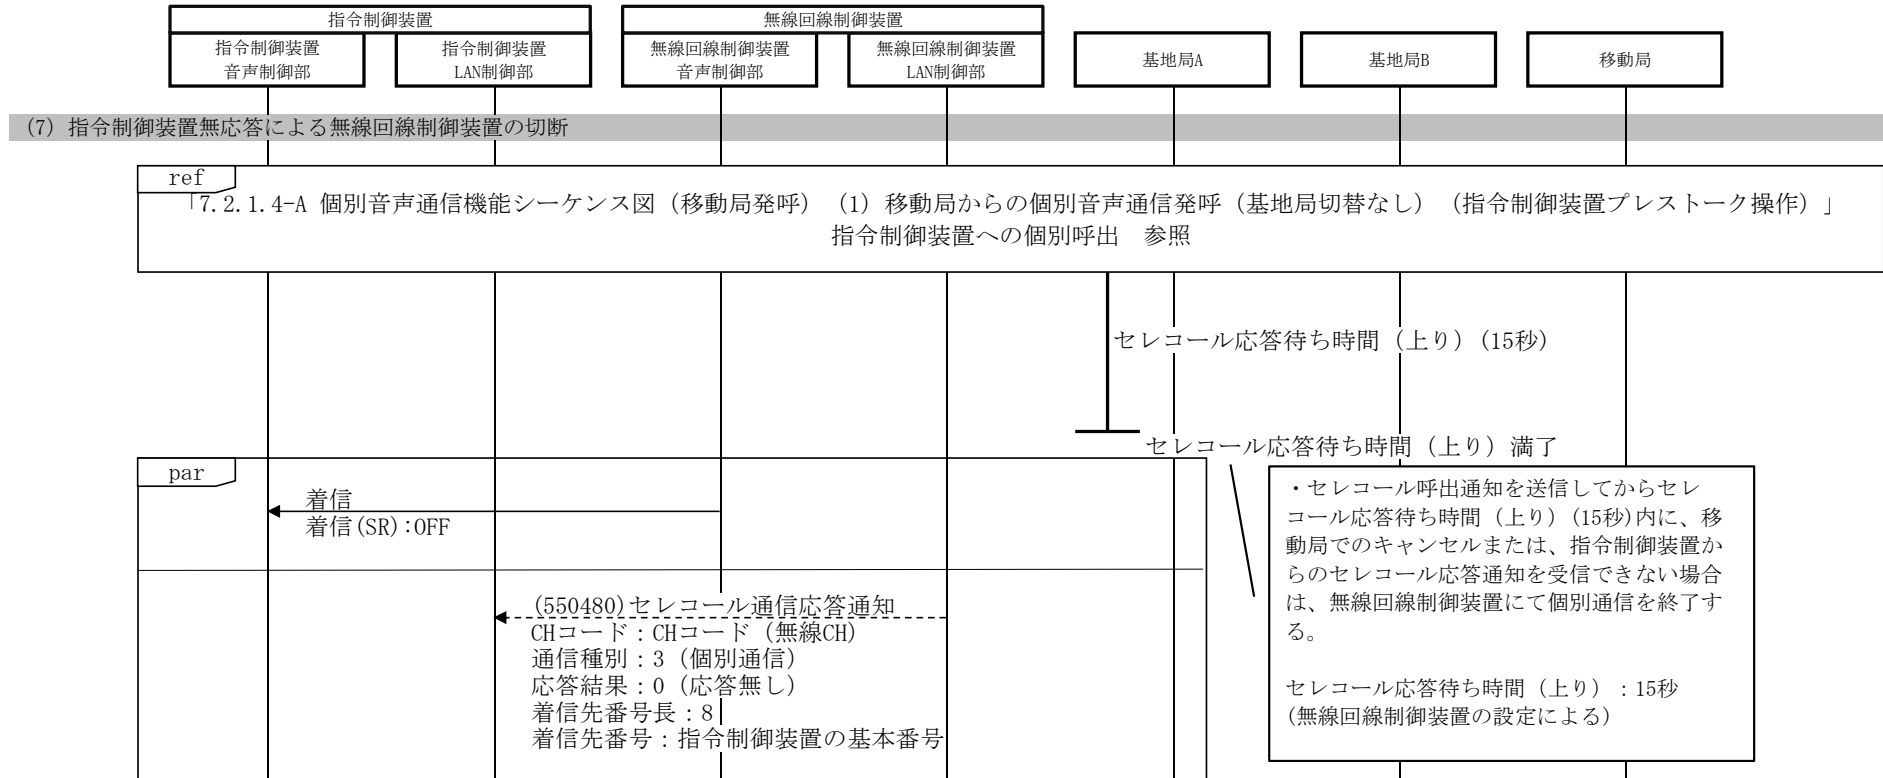 指令制御装置
無線回線制御装置
指令制御装置
音声制御部
指令制御装置
LAN制御部
無線回線制御装置
音声制御部
無線回線制御装置
LAN制御部
基地局A
基地局B
移動局
(7) 指令制御装置無応答による無線回線制御装置の切断
ref
「7.2.1.4-A 個別音声通信機能シーケンス図（移動局発呼）（1）移動局からの個別音声通信発呼（基地局切替なし）（指令制御装置プレストーク操作）」
指令制御装置への個別呼出　参照
セレコール応答待ち時間（上り）(15秒)
セレコール応答待ち時間（上り）満了
par
着信
着信(SR):OFF
・セレコール呼出通知を送信してからセレ
コール応答待ち時間（上り）(15秒)内に、移
動局でのキャンセルまたは、指令制御装置か
らのセレコール応答通知を受信できない場合
は、無線回線制御装置にて個別通信を終了す
る。
セレコール応答待ち時間（上り）：15秒
(無線回線制御装置の設定による)
(550480)セレコール通信応答通知
CHコード：CHコード（無線CH）
通信種別：3（個別通信）
応答結果：0（応答無し）
着信先番号長：8
着信先番号：指令制御装置の基本番号